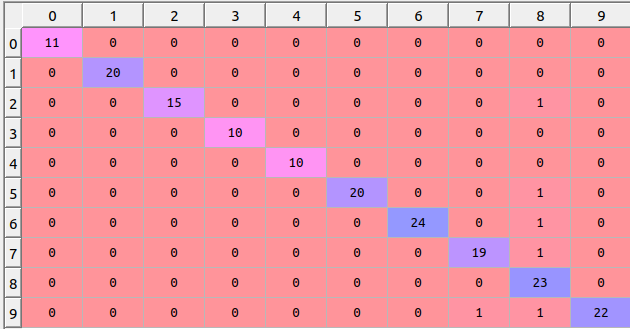 0 1 2 3 4 5 6 7 8 9
0 11 0 0 0 0 0 0 0 0 0
1 0 20 0 0 0 0 0 0 0 0
2 0 0 15 0 0 0 0 0 1 0
3 0 0 0 10 0 0 0 0 0 0
4 0 0 0 0 10 0 0 0 0 0
5 0 0 0 0 0 20 0 0 1 0
6 0 0 0 0 0 0 24 0 1 0
7 0 0 0 0 0 0 0 19 1 0
8 0 0 0 0 0 0 0 0 23 0
9 0 0 0 0 0 0 0 1 1 22